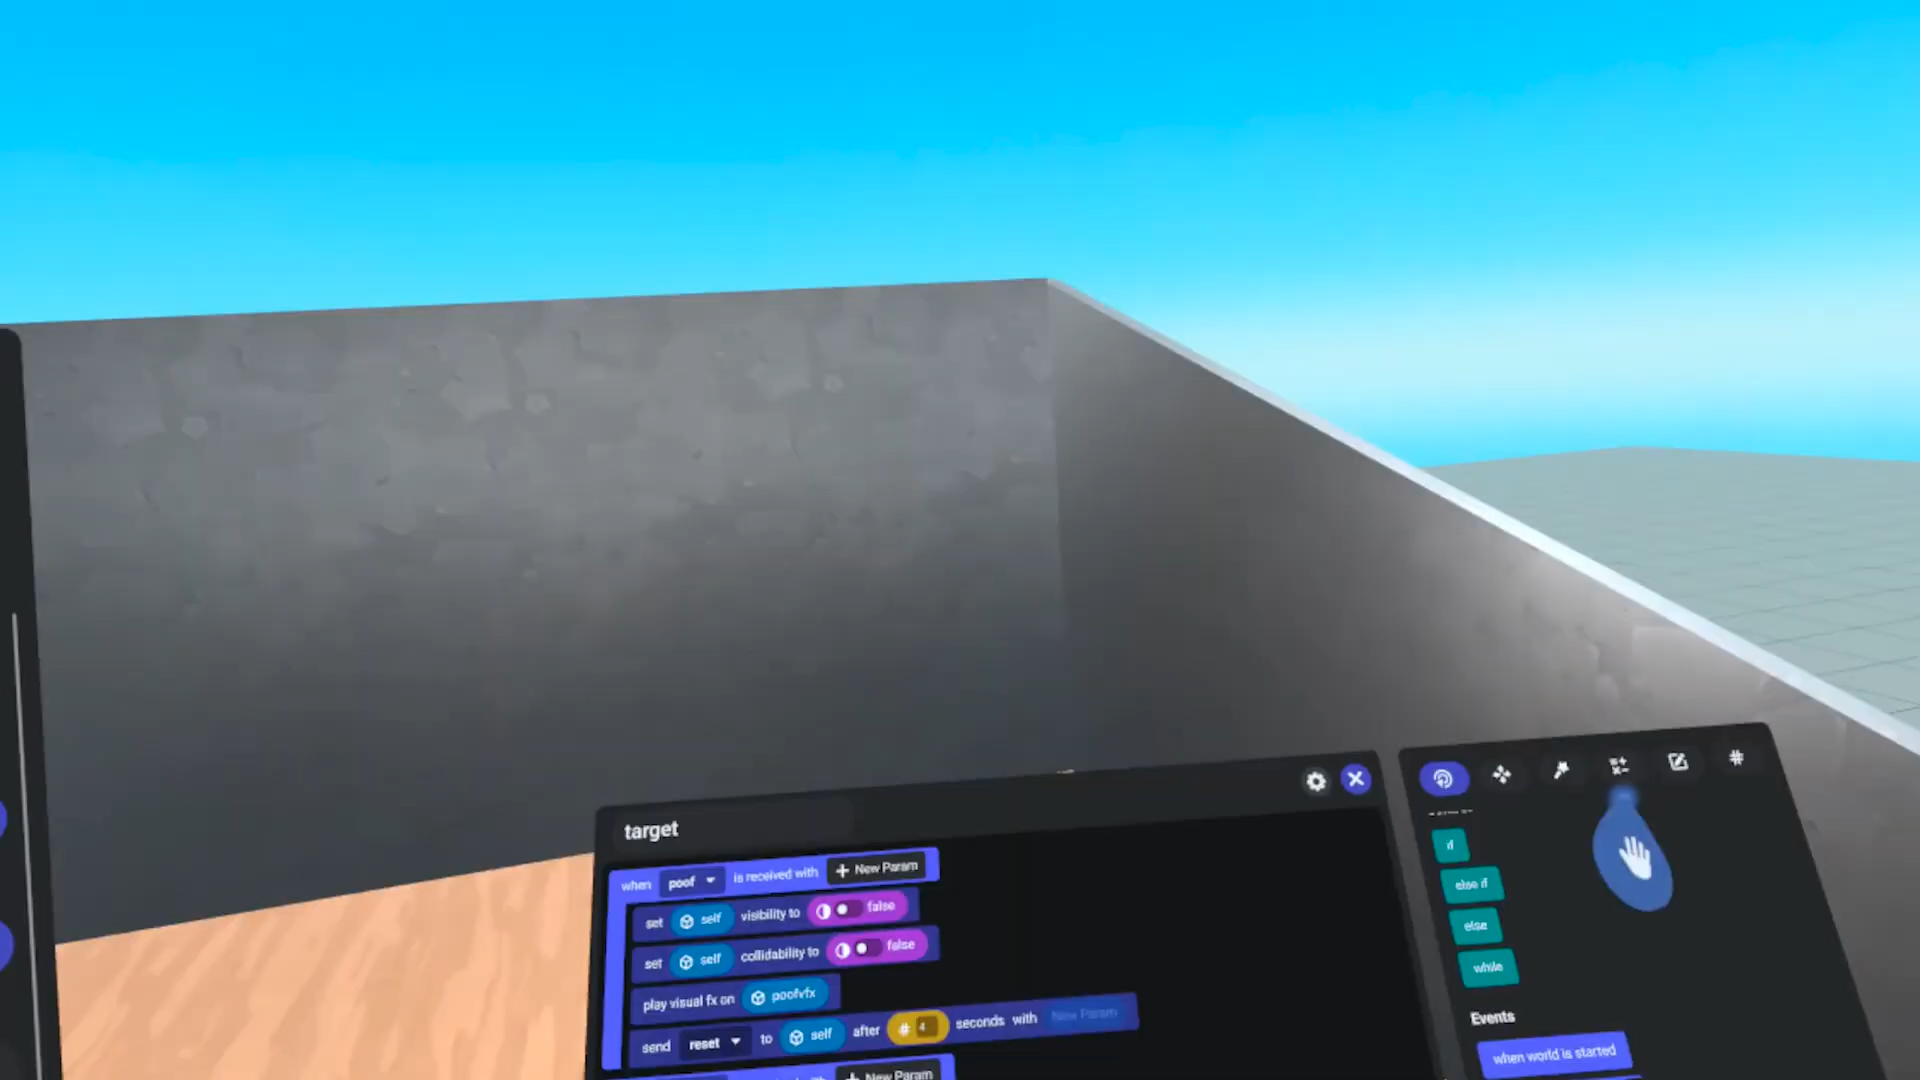 target
when poof is received with + New Param
set self visibility to false
set self collidability to false
play visual fx on poofvfx
send reset to self after # 4 seconds with New Param
+ New Param
#
if
else if
else
while
Events
when world is started